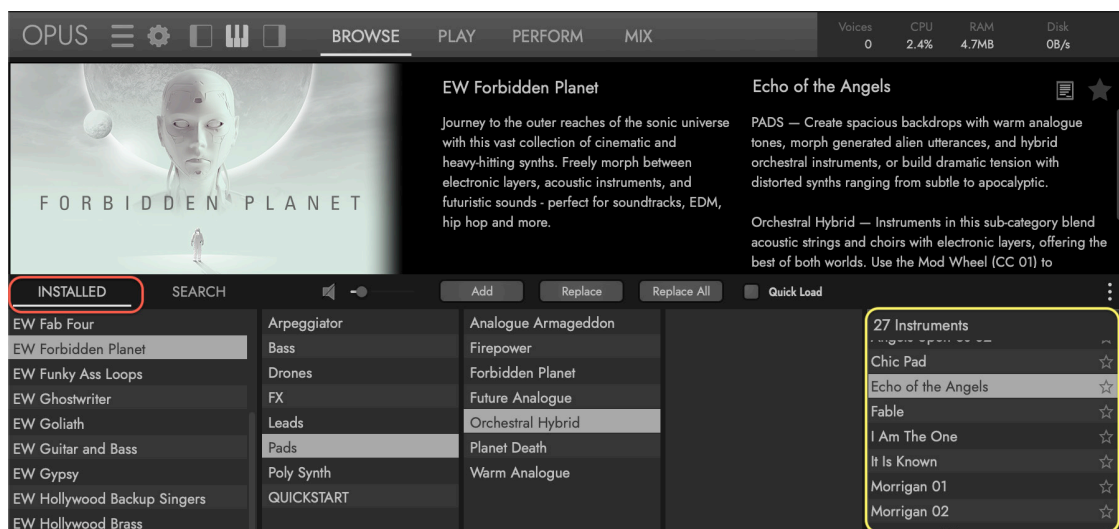 OPUS
BROWSE
PLAY
PERFORM
MIX
Voices
0
CPU
2.4%
RAM
4.7MB
Disk
0B/s
FORBIDDEN PLANET
EW Forbidden Planet
Journey to the outer reaches of the sonic universe
with this vast collection of cinematic and
heavy-hitting synths. Freely morph between
electronic layers, acoustic instruments, and
futuristic sounds - perfect for soundtracks, EDM,
hip hop and more.
Echo of the Angels
PADS — Create spacious backdrops with warm analogue
tones, morph generated alien utterances, and hybrid
orchestral instruments, or build dramatic tension with
distorted synths ranging from subtle to apocalyptic.
Orchestral Hybrid — Instruments in this sub-category blend
acoustic strings and choirs with electronic layers, offering the
best of both worlds. Use the Mod Wheel (CC 01) to
INSTALLED
SEARCH
Add
Replace
Replace All
Quick Load
EW Fab Four
EW Forbidden Planet
EW Funky Ass Loops
EW Ghostwriter
EW Goliath
EW Guitar and Bass
EW Gypsy
EW Hollywood Backup Singers
EW Hollywood Brass
Arpeggiator
Bass
Drones
FX
Leads
Pads
Poly Synth
QUICKSTART
Analogue Armageddon
Firepower
Forbidden Planet
Future Analogue
Orchestral Hybrid
Planet Death
Warm Analogue
27 Instruments
Chic Pad
Echo of the Angels
Fable
I Am The One
It Is Known
Morrigan 01
Morrigan 02